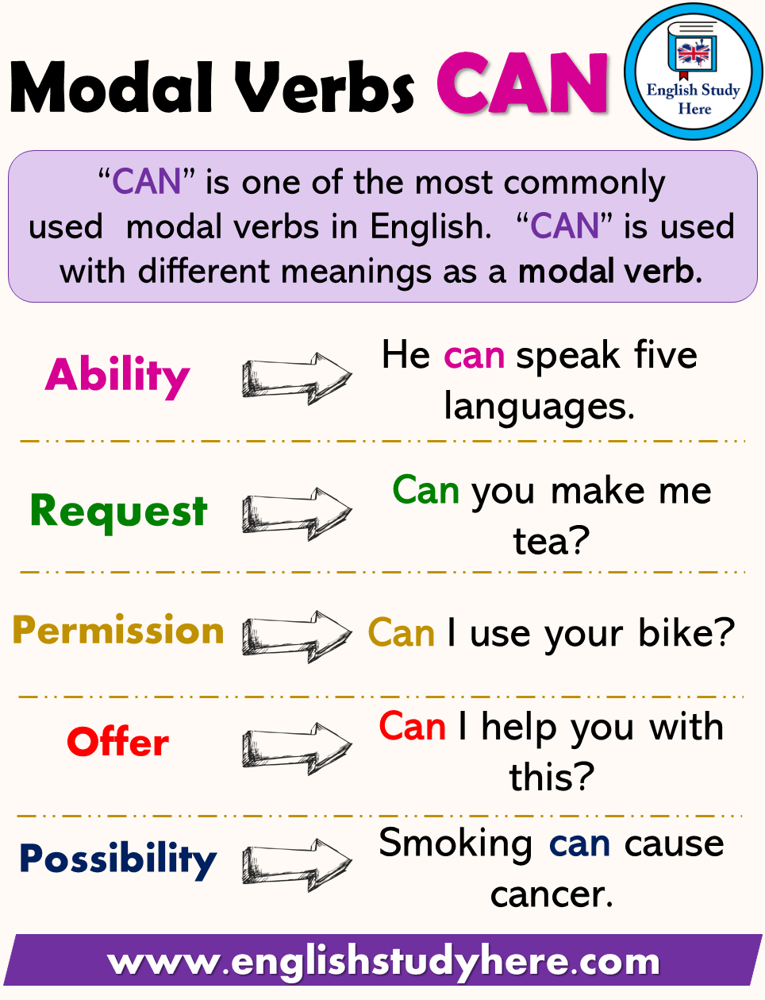 Modal Verbs CAN
English Study
Here
“CAN” is one of the most commonly
used modal verbs in English. “CAN” is used
with different meanings as a modal verb.
Ability
He can speak five
languages.
Request
Can you make me
tea?
Permission
Can I use your bike?
Offer
Can I help you with
this?
Possibility
Smoking can cause
cancer.
www.englishstudyhere.com